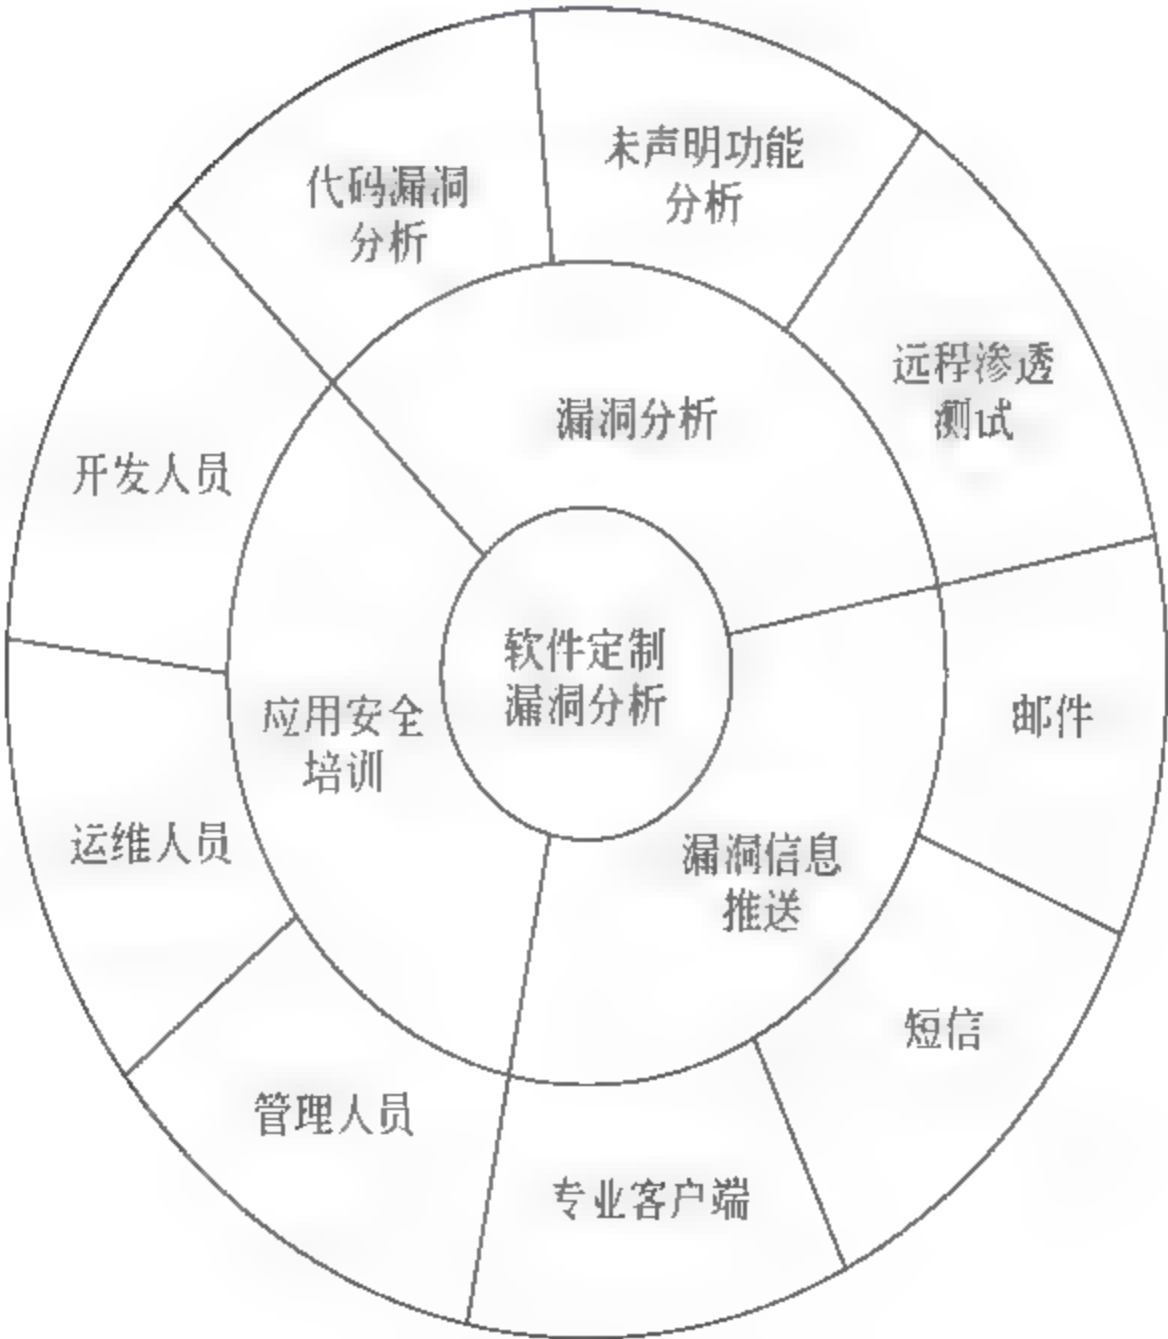 未声明功能
分析
代码漏洞
分析
远程渗透
测试
漏洞分析
开发人员
软件定制
漏洞分析
应用安全
培训
邮件
运维人员
漏洞信息
推送
短信
管理人员
专业客户端